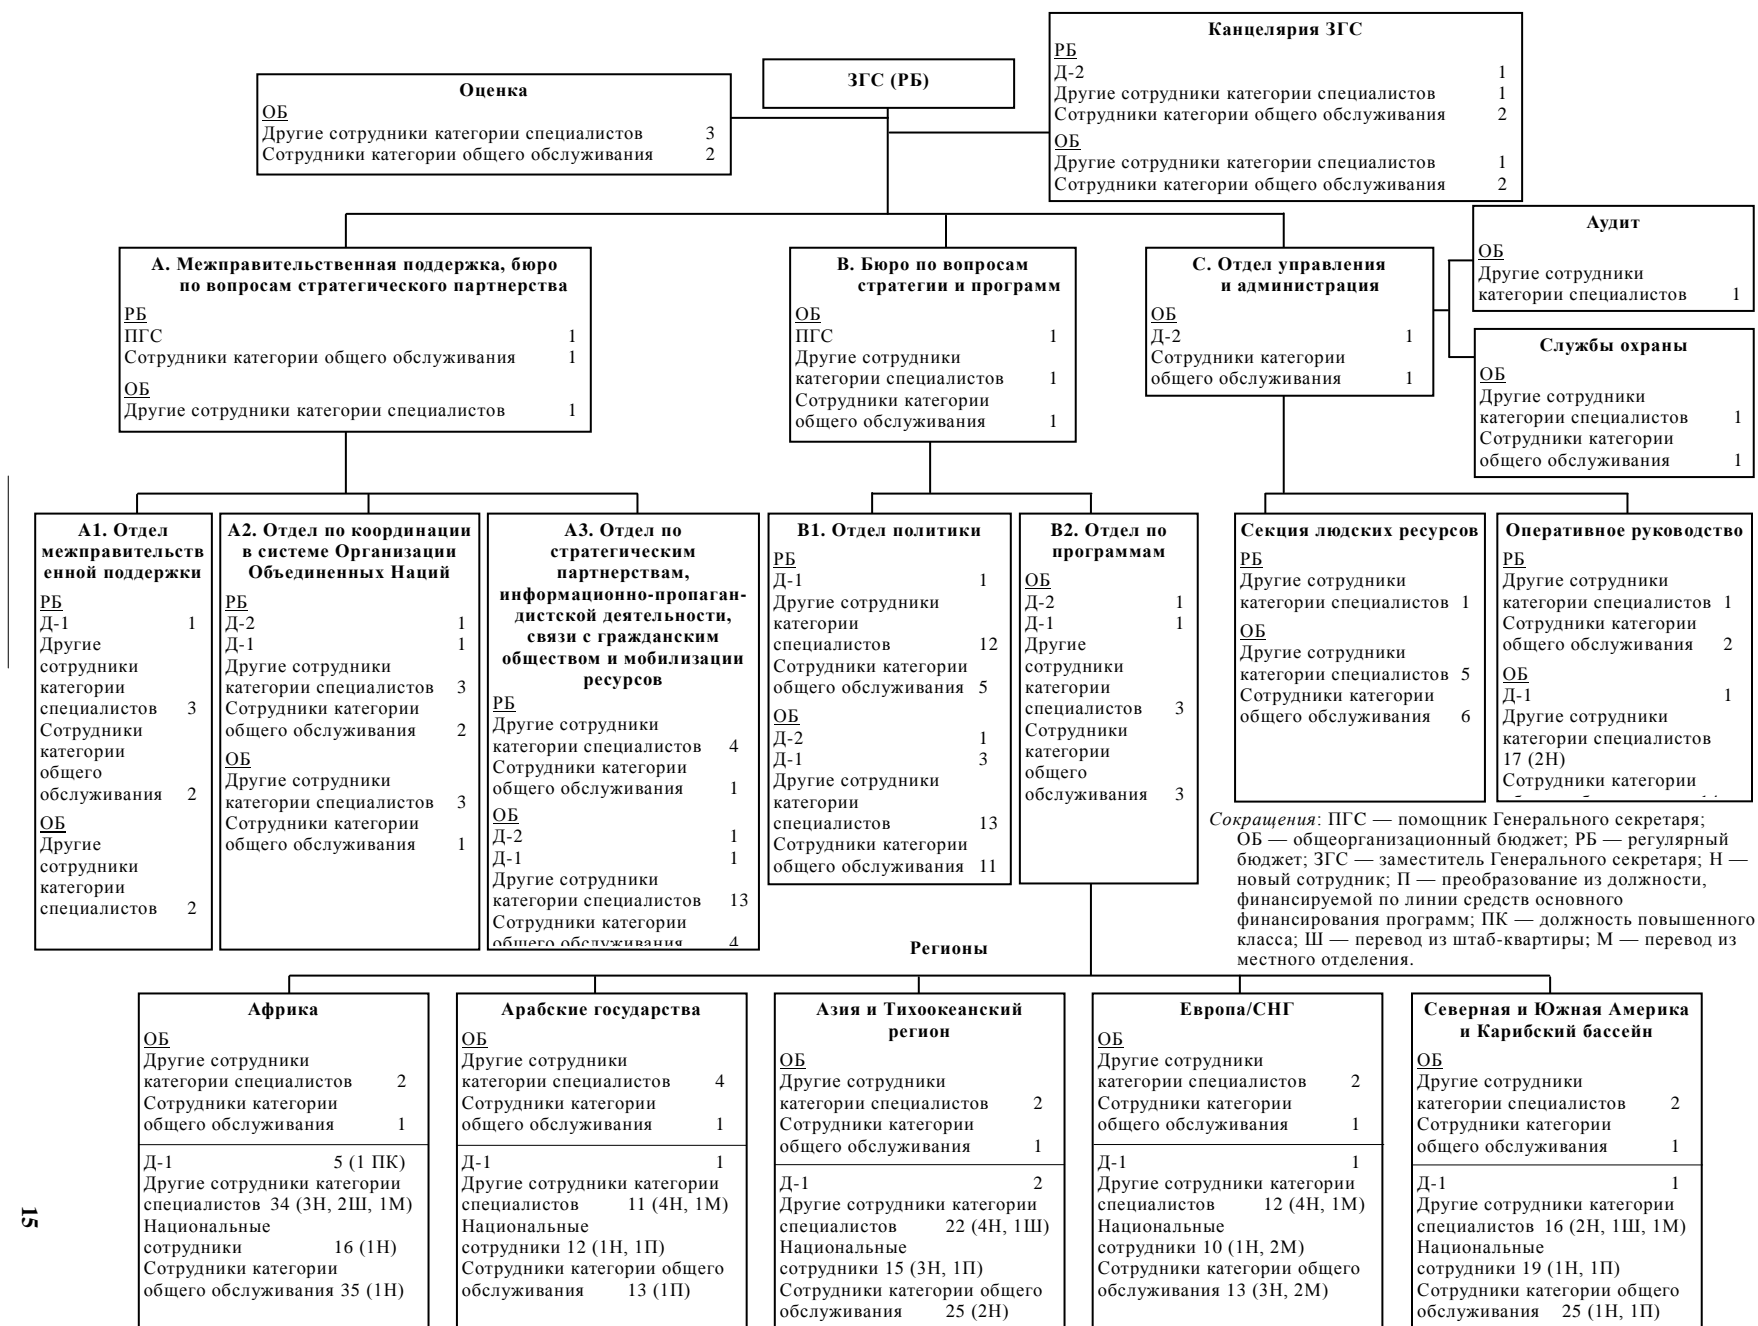 Канцелярия ЗГС
РБ
Д-2 1
Другие сотрудники категории специалистов 1
Сотрудники категории общего обслуживания 2
ОБ
Другие сотрудники категории специалистов 1
Сотрудники категории общего обслуживания 2
ЗГС (РБ)
Оценка
ОБ
Другие сотрудники категории специалистов 3
Сотрудники категории общего обслуживания 2
A. Межправительственная поддержка, бюро
по вопросам стратегического партнерства
РБ
ПГС 1
Сотрудники категории общего обслуживания 1
ОБ
Другие сотрудники категории специалистов 1
B. Бюро по вопросам
стратегии и программ
ОБ
ПГС 1
Другие сотрудники
категории специалистов 1
Сотрудники категории
общего обслуживания 1
C. Отдел управления
и администрация
ОБ
Д-2 1
Сотрудники категории
общего обслуживания 1
Аудит
ОБ
Другие сотрудники
категории специалистов 1
Службы охраны
ОБ
Другие сотрудники
категории специалистов 1
Сотрудники категории
общего обслуживания 1
A1. Отдел
межправительств
енной поддержки
РБ
Д-1 1
Другие
сотрудники
категории
специалистов 3
Сотрудники
категории
общего
обслуживания 2
ОБ
Другие
сотрудники
категории
специалистов 2
A2. Отдел по координации
в системе Организации
Объединенных Наций
РБ
Д-2 1
Д-1 1
Другие сотрудники
категории специалистов 3
Сотрудники категории
общего обслуживания 2
ОБ
Другие сотрудники
категории специалистов 3
Сотрудники категории
общего обслуживания 1
A3. Отдел по
стратегическим
партнерствам,
информационно-пропаган-
дистской деятельности,
связи с гражданским
обществом и мобилизации
ресурсов
РБ
Другие сотрудники
категории специалистов 4
Сотрудники категории
общего обслуживания 1
ОБ
Д-2 1
Д-1 1
Другие сотрудники
категории специалистов 13
Сотрудники категории
общего обслуживания 4
B1. Отдел политики
РБ
Д-1 1
Другие сотрудники
категории
специалистов 12
Сотрудники категории
общего обслуживания 5
ОБ
Д-2 1
Д-1 3
Другие сотрудники
категории
специалистов 13
Сотрудники категории
общего обслуживания 11
B2. Отдел по
программам
ОБ
Д-2 1
Д-1 1
Другие
сотрудники
категории
специалистов 3
Сотрудники
категории
общего
обслуживания 3
Секция людских ресурсов
РБ
Другие сотрудники
категории специалистов 1
ОБ
Другие сотрудники
категории специалистов 5
Сотрудники категории
общего обслуживания 6
Оперативное руководство
РБ
Другие сотрудники
категории специалистов 1
Сотрудники категории
общего обслуживания 2
ОБ
Д-1 1
Другие сотрудники
категории специалистов
17 (2Н)
Сотрудники категории
Сокращения: ПГС — помощник Генерального секретаря;
ОБ — общеорганизационный бюджет; РБ — регулярный
бюджет; ЗГС — заместитель Генерального секретаря; Н —
новый сотрудник; П — преобразование из должности,
финансируемой по линии средств основного
финансирования программ; ПК — должность повышенного
класса; Ш — перевод из штаб-квартиры; М — перевод из
местного отделения.
Регионы
Африка
ОБ
Другие сотрудники
категории специалистов 2
Сотрудники категории
общего обслуживания 1
Д-1 5 (1 ПК)
Другие сотрудники категории
специалистов 34 (3Н, 2Ш, 1М)
Национальные
сотрудники 16 (1Н)
Сотрудники категории
общего обслуживания 35 (1Н)
Арабские государства
ОБ
Другие сотрудники
категории специалистов 4
Сотрудники категории
общего обслуживания 1
Д-1 1
Другие сотрудники категории
специалистов 11 (4Н, 1М)
Национальные
сотрудники 12 (1Н, 1П)
Сотрудники категории общего
обслуживания 13 (1П)
Азия и Тихоокеанский
регион
ОБ
Другие сотрудники
категории специалистов 2
Сотрудники категории
общего обслуживания 1
Д-1 2
Другие сотрудники категории
специалистов 22 (4Н, 1Ш)
Национальные
сотрудники 15 (3Н, 1П)
Сотрудники категории общего
обслуживания 25 (2Н)
Европа/СНГ
ОБ
Другие сотрудники
категории специалистов 2
Сотрудники категории
общего обслуживания 1
Д-1 1
Другие сотрудники категории
специалистов 12 (4Н, 1М)
Национальные
сотрудники 10 (1Н, 2М)
Сотрудники категории общего
обслуживания 13 (3Н, 2М)
Северная и Южная Америка
и Карибский бассейн
ОБ
Другие сотрудники
категории специалистов 2
Сотрудники категории
общего обслуживания 1
Д-1 1
Другие сотрудники категории
специалистов 16 (2Н, 1Ш, 1М)
Национальные
сотрудники 19 (1Н, 1П)
Сотрудники категории общего
обслуживания 25 (1Н, 1П)
15